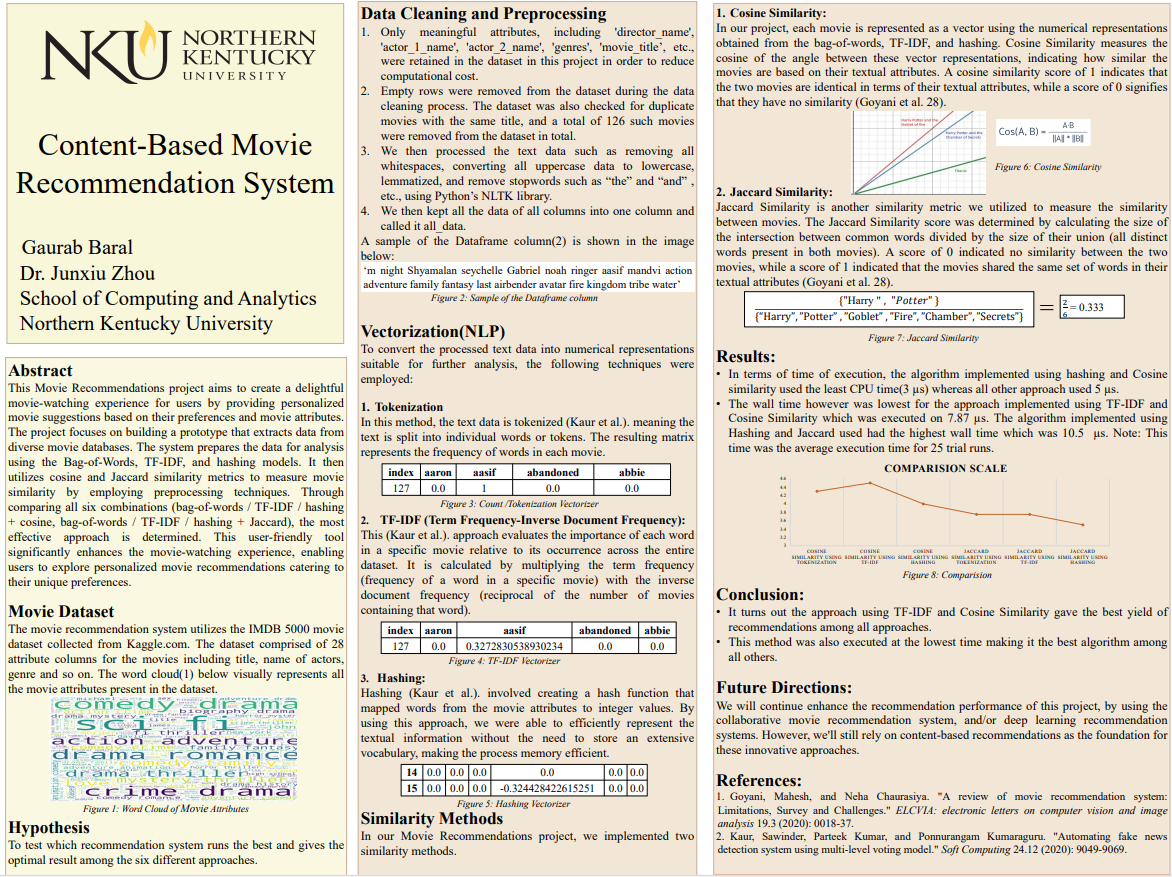 NKU NORTHERN
KENTUCKY
UNIVERSITY
Content-Based Movie
Recommendation System
Gaurab Baral
Dr. Junxiu Zhou
School of Computing and Analytics
Northern Kentucky University
Abstract
This Movie Recommendations project aims to create a delightful
movie-watching experience for users by providing personalized
movie suggestions based on their preferences and movie attributes.
The project focuses on building a prototype that extracts data from
diverse movie databases. The system prepares the data for analysis
using the Bag-of-Words, TF-IDF, and hashing models. It then
utilizes cosine and Jaccard similarity metrics to measure movie
similarity by employing preprocessing techniques. Through
comparing all six combinations (bag-of-words / TF-IDF / hashing
+ cosine, bag-of-words / TF-IDF / hashing + Jaccard), the most
effective approach is determined. This user-friendly tool
significantly enhances the movie-watching experience, enabling
users to explore personalized movie recommendations catering to
their unique preferences.
Movie Dataset
The movie recommendation system utilizes the IMDB 5000 movie
dataset collected from Kaggle.com. The dataset comprised of 28
attribute columns for the movies including title, name of actors,
genre and so on. The word cloud(1) below visually represents all
the movie attributes present in the dataset.
comedy drama
sci fi
action adventure
drama romance
drama thriller
crime drama
Figure 1: Word Cloud of Movie Attributes
Hypothesis
To test which recommendation system runs the best and gives the
optimal result among the six different approaches.
Data Cleaning and Preprocessing
1. Only meaningful attributes, including 'director_name',
'actor_1_name', 'actor_2_name', 'genres', 'movie_title', etc.,
were retained in the dataset in this project in order to reduce
computational cost.
2. Empty rows were removed from the dataset during the data
cleaning process. The dataset was also checked for duplicate
movies with the same title, and a total of 126 such movies
were removed from the dataset in total.
3. We then processed the text data such as removing all
whitespaces, converting all uppercase data to lowercase,
lemmatized, and remove stopwords such as “the” and “and” ,
etc., using Python’s NLTK library.
4. We then kept all the data of all columns into one column and
called it all_data.
A sample of the Dataframe column(2) is shown in the image
below:
‘m night Shyamalan seychelle Gabriel noah ringer aasif mandvi action
adventure family fantasy last airbender avatar fire kingdom tribe water’
Figure 2: Sample of the Dataframe column
Vectorization(NLP)
To convert the processed text data into numerical representations
suitable for further analysis, the following techniques were
employed:
1. Tokenization
In this method, the text data is tokenized (Kaur et al.). meaning the
text is split into individual words or tokens. The resulting matrix
represents the frequency of words in each movie.
index aaron aasif abandoned abbie
127 0.0 1 0.0 0.0
Figure 3: Count /Tokenization Vectorizer
2. TF-IDF (Term Frequency-Inverse Document Frequency):
This (Kaur et al.). approach evaluates the importance of each word
in a specific movie relative to its occurrence across the entire
dataset. It is calculated by multiplying the term frequency
(frequency of a word in a specific movie) with the inverse
document frequency (reciprocal of the number of movies
containing that word).
index aaron aasif abandoned abbie
127 0.0 0.3272830538930234 0.0 0.0
Figure 4: TF-IDF Vectorizer
3. Hashing:
Hashing (Kaur et al.). involved creating a hash function that
mapped words from the movie attributes to integer values. By
using this approach, we were able to efficiently represent the
textual information without the need to store an extensive
vocabulary, making the process memory efficient.
14 0.0 0.0 0.0 0.0 0.0 0.0
15 0.0 0.0 0.0 -0.324428422615251 0.0 0.0
Figure 5: Hashing Vectorizer
Similarity Methods
In our Movie Recommendations project, we implemented two
similarity methods.
1. Cosine Similarity:
In our project, each movie is represented as a vector using the numerical representations
obtained from the bag-of-words, TF-IDF, and hashing. Cosine Similarity measures the
cosine of the angle between these vector representations, indicating how similar the
movies are based on their textual attributes. A cosine similarity score of 1 indicates that
the two movies are identical in terms of their textual attributes, while a score of 0 signifies
that they have no similarity (Goyani et al. 28).
Harry Potter and the
Goblet of fire
Harry Potter and the
Chamber of Secrets
Titanic
Cos(A, B) = A·B
||A|| * ||B||
Figure 6: Cosine Similarity
2. Jaccard Similarity:
Jaccard Similarity is another similarity metric we utilized to measure the similarity
between movies. The Jaccard Similarity score was determined by calculating the size of
the intersection between common words divided by the size of their union (all distinct
words present in both movies). A score of 0 indicated no similarity between the two
movies, while a score of 1 indicated that the movies shared the same set of words in their
textual attributes (Goyani et al. 28).
{"Harry " , "Potter" }
{"Harry","Potter" ,"Goblet" ,"Fire","Chamber","Secrets"}
= 2/6 = 0.333
Figure 7: Jaccard Similarity
Results:
• In terms of time of execution, the algorithm implemented using hashing and Cosine
similarity used the least CPU time(3 µs) whereas all other approach used 5 µs.
• The wall time however was lowest for the approach implemented using TF-IDF and
Cosine Similarity which was executed on 7.87 µs. The algorithm implemented using
Hashing and Jaccard used had the highest wall time which was 10.5 µs. Note: This
time was the average execution time for 25 trial runs.
COMPARISION SCALE
4.6
4.4
4.2
4
3.8
3.6
3.4
3.2
3
COSINE SIMILARITY USING TOKENIZATION
COSINE SIMILARITY USING TF-IDF
COSINE SIMILARITY USING HASHING
JACCARD SIMILARITY USING TOKENIZATION
JACCARD SIMILARITY USING TF-IDF
JACCARD SIMILARITY USING HASHING
Figure 8: Comparision
Conclusion:
• It turns out the approach using TF-IDF and Cosine Similarity gave the best yield of
recommendations among all approaches.
• This method was also executed at the lowest time making it the best algorithm among
all others.
Future Directions:
We will continue enhance the recommendation performance of this project, by using the
collaborative movie recommendation system, and/or deep learning recommendation
systems. However, we'll still rely on content-based recommendations as the foundation for
these innovative approaches.
References:
1. Goyani, Mahesh, and Neha Chaurasiya. "A review of movie recommendation system:
Limitations, Survey and Challenges." ELCVIA: electronic letters on computer vision and image
analysis 19.3 (2020): 0018-37.
2. Kaur, Sawinder, Parteek Kumar, and Ponnurangam Kumaraguru. "Automating fake news
detection system using multi-level voting model." Soft Computing 24.12 (2020): 9049-9069.